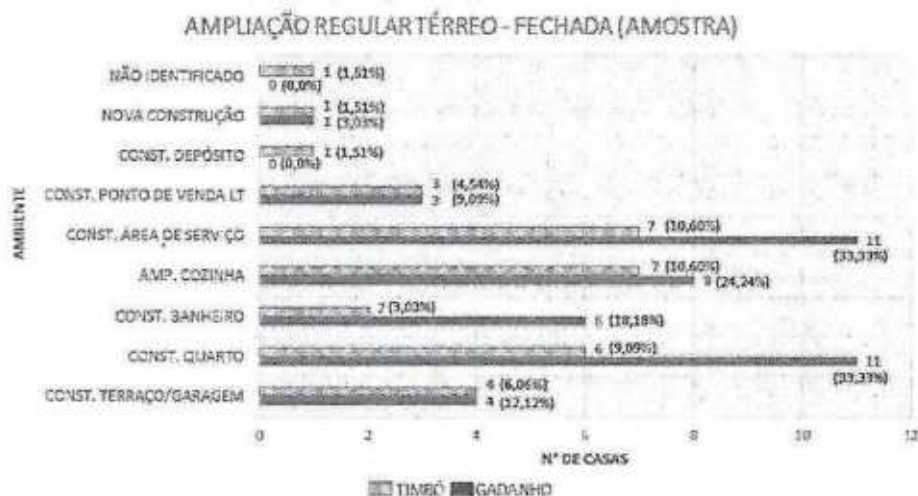 AMPLIAÇÃO REGULAR TÉRREO - FECHADA (AMOSTRA)
AMBIENTE
NÃO IDENTIFICADO
1 (1,51%)
0 (0,0%)
NOVA CONSTRUÇÃO
1 (1,51%)
1 (3,03%)
CONST. DEPÓSITO
1 (1,51%)
0 (0,0%)
CONST. PONTO DE VENDA LT
3 (4,54%)
3 (9,09%)
CONST. ÁREA DE SERVIÇO
7 (10,60%)
11
(33,33%)
AMP. COZINHA
7 (10,60%)
8 (24,24%)
CONST. BANHEIRO
2 (3,03%)
6 (18,18%)
CONST. QUARTO
6 (9,09%)
11
(33,33%)
CONST. TERRAÇO/GARAGEM
4 (6,06%)
4 (12,12%)
0 2 4 6 8 10 12
N° DE CASAS
TIMBÓ GADANHO